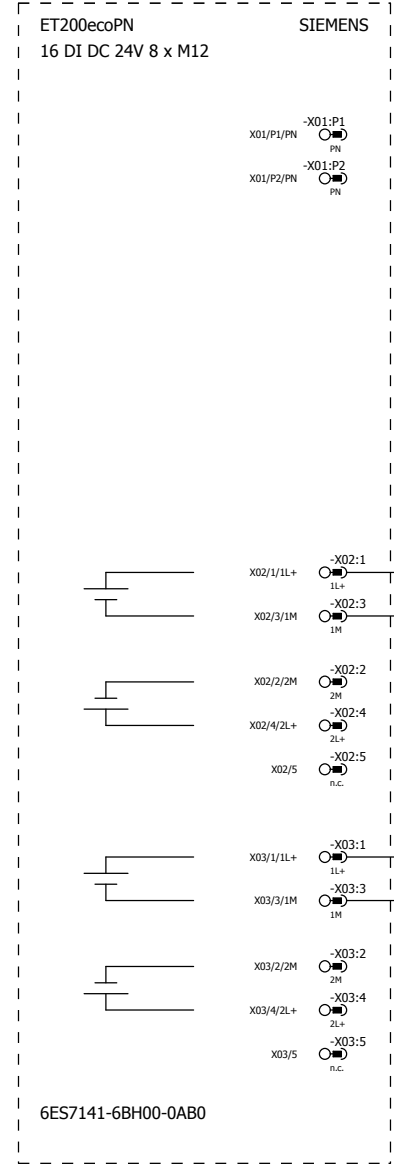 ET200ecoPN SIEMENS
16 DI DC 24V 8 x M12
-X01:P1
X01/P1/PN
PN
-X01:P2
X01/P2/PN
PN
-X02:1
X02/1/1L+
1L+
-X02:3
X02/3/1M
1M
-X02:2
X02/2/2M
2M
-X02:4
X02/4/2L+
2L+
-X02:5
X02/5
n.c.
-X03:1
X03/1/1L+
1L+
-X03:3
X03/3/1M
1M
-X03:2
X03/2/2M
2M
-X03:4
X03/4/2L+
2L+
-X03:5
X03/5
n.c.
6ES7141-6BH00-0AB0